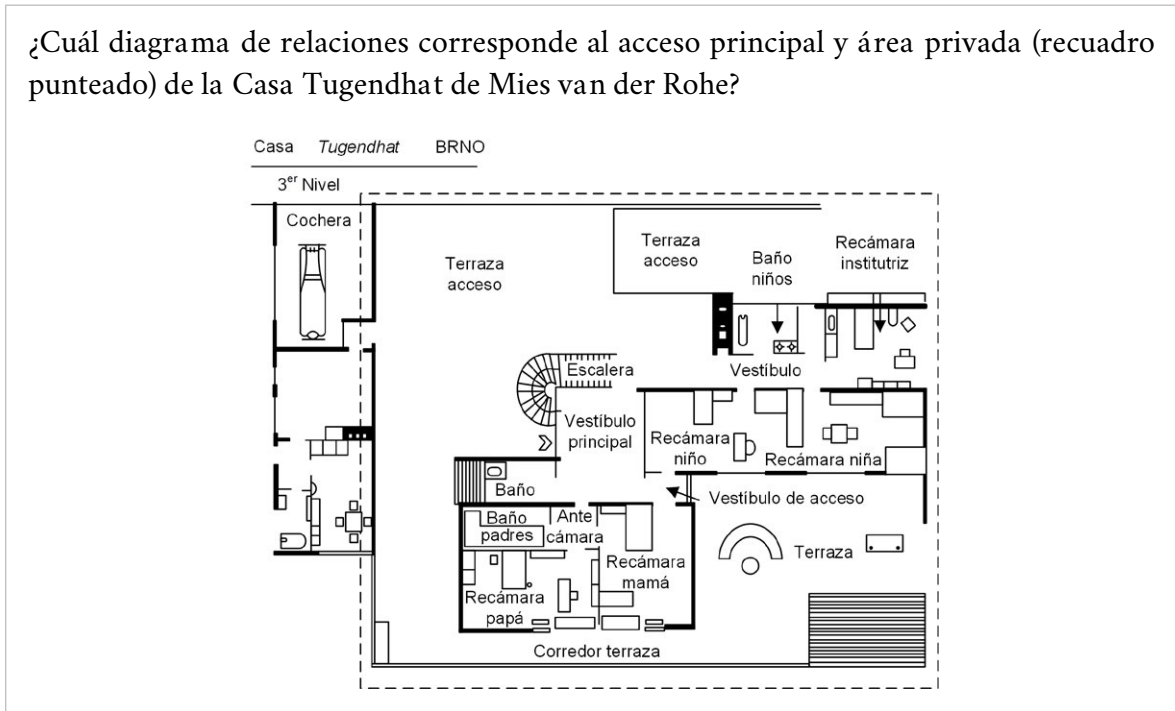 ¿Cuál diagrama de relaciones corresponde al acceso principal y área privada (recuadro
punteado) de la Casa Tugendhat de Mies van der Rohe?
Casa Tugendhat BRNO
3er Nivel
Cochera
Terraza
acceso
Terraza
acceso
Baño
niños
Recámara
institutriz
Escalera
Vestíbulo
Vestíbulo
principal
Recámara
niño
Recámara niña
Baño
Vestíbulo de acceso
Baño
padres
Ante
cámara
Recámara
mamá
Terraza
Recámara
papá
Corredor terraza